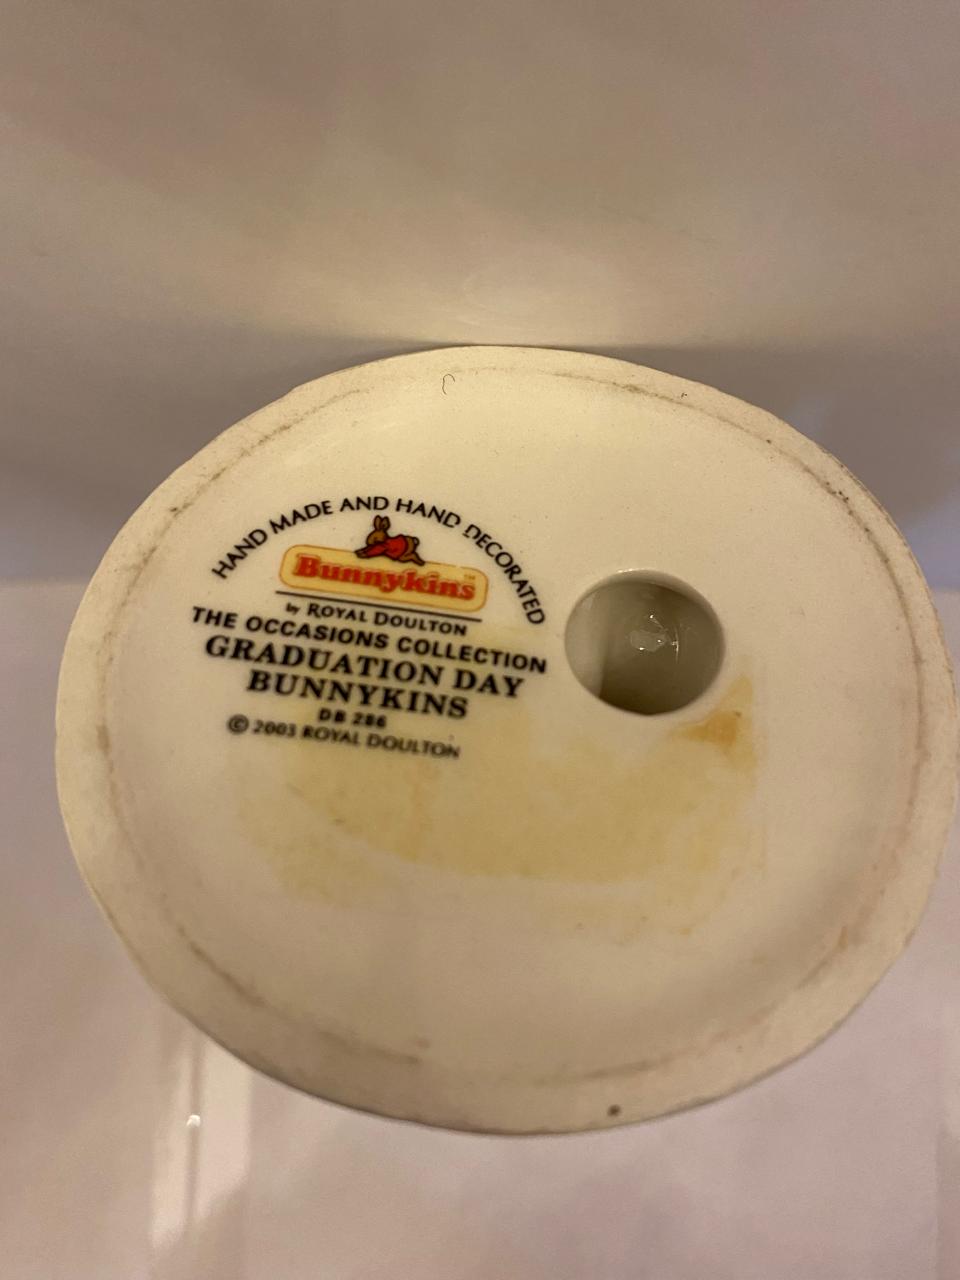 HAND MADE AND HAND DECORATED
Bunnykins™
by ROYAL DOULTON
THE OCCASIONS COLLECTION
GRADUATION DAY
BUNNYKINS
DB 286
© 2003 ROYAL DOULTON